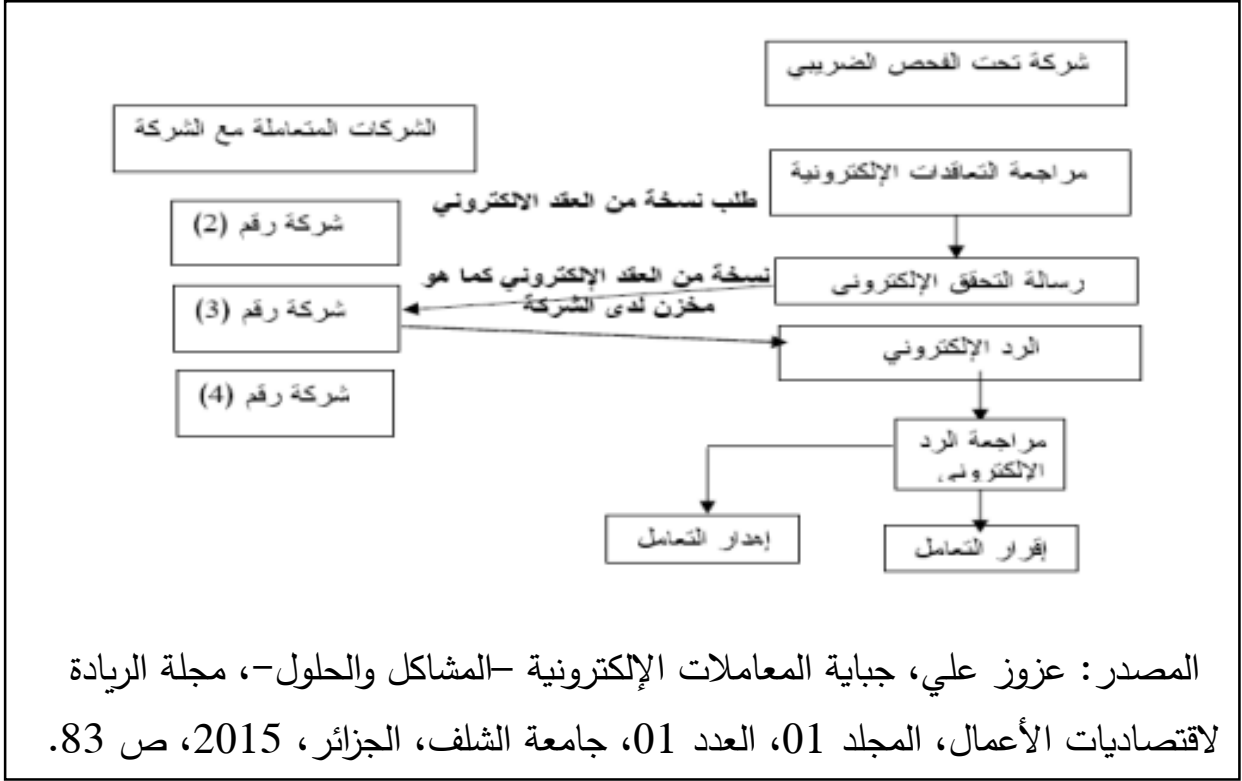 شركة تحت الفحص الضريبي
الشركات المتعاملة مع الشركة
مراجعة التعاقدات الإلكترونية
طلب نسخة من العقد الالكتروني
شركة رقم (2)
رسالة التحقق الإلكترونى
نسخة من العقد الإلكتروني كما هو
مخزن لدى الشركة
شركة رقم (3)
الرد الإلكتروني
شركة رقم (4)
مراجعة الرد
الإلكترونى
إقرار التعامل
إهدار التعامل
المصدر: عزوز علي، جباية المعاملات الإلكترونية –المشاكل والحلول-، مجلة الريادة
لاقتصاديات الأعمال، المجلد 01، العدد 01، جامعة الشلف، الجزائر، 2015، ص 83.